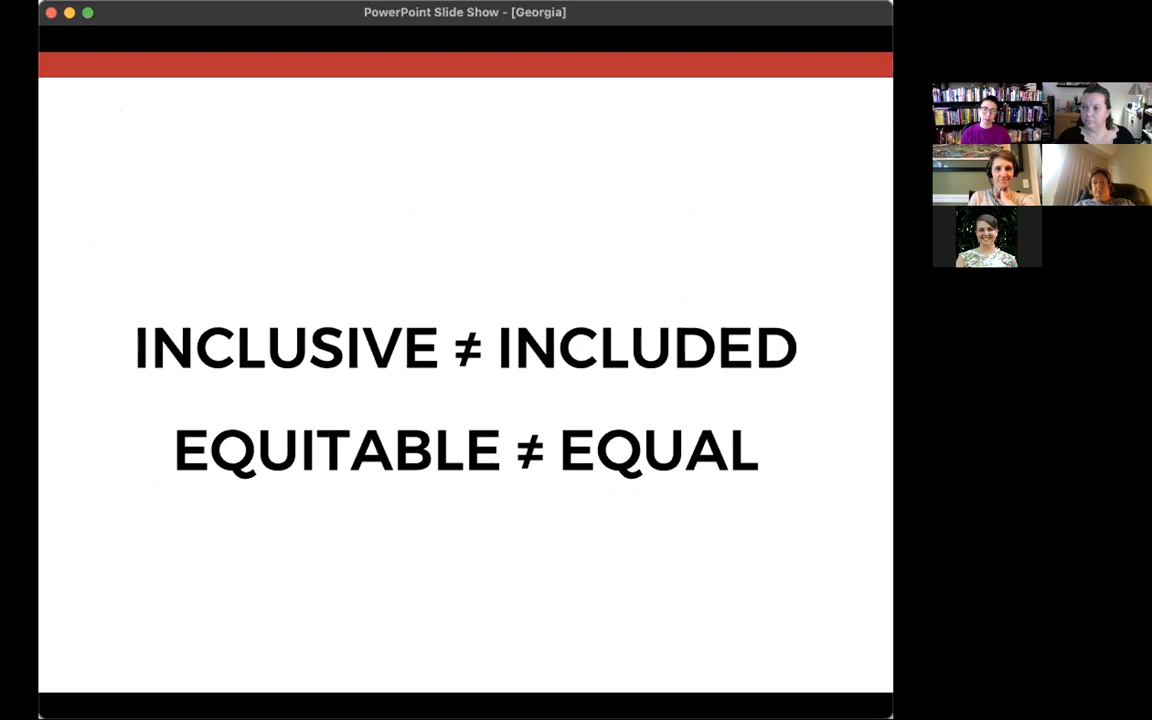 PowerPoint Slide Show - [Georgia]
INCLUSIVE ≠ INCLUDED
EQUITABLE ≠ EQUAL